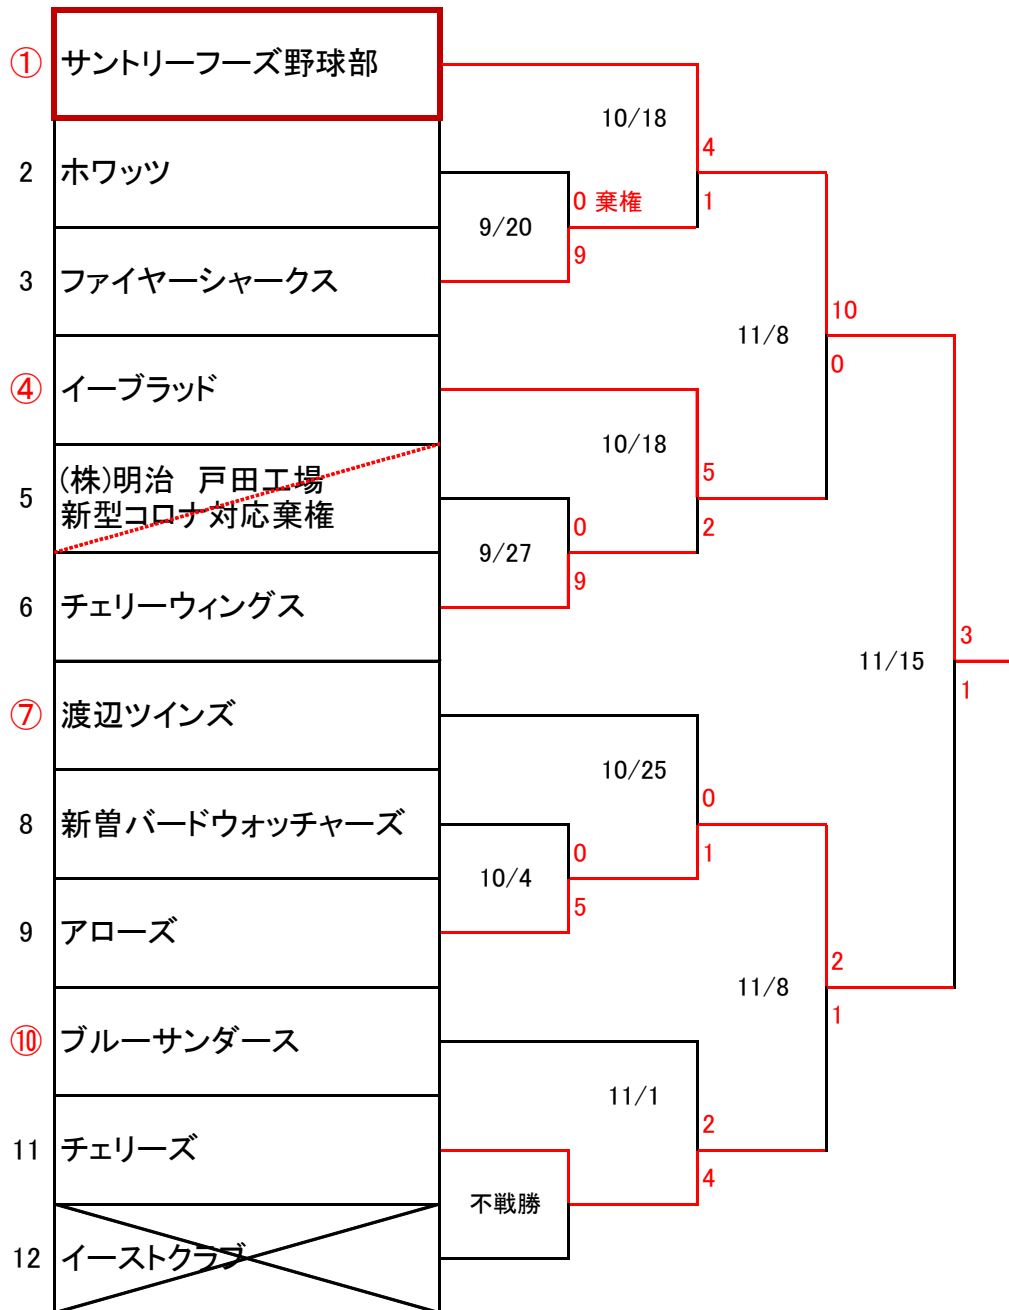 ① サントリーフーズ野球部
10/18
4
2 ホワッツ
0 棄権
1
9/20
9
3 ファイヤーシャークス
10
11/8
0
④ イーブラッド
10/18
5
(株)明治 戸田工場
5
新型コロナ対応棄権
0
2
9/27
9
6 チェリーウィングス
3
11/15
1
⑦ 渡辺ツインズ
10/25
0
8 新曽バードウォッチャーズ
0
1
10/4
5
9 アローズ
2
11/8
1
⑩ ブルーサンダース
11/1
2
11 チェリーズ
4
不戦勝
12 イーストクラブ